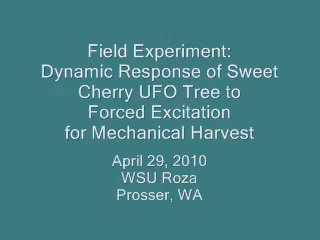 Field Experiment:
Dynamic Response of Sweet
Cherry UFO Tree to
Forced Excitation
for Mechanical Harvest
April 29, 2010
WSU Roza
Prosser, WA